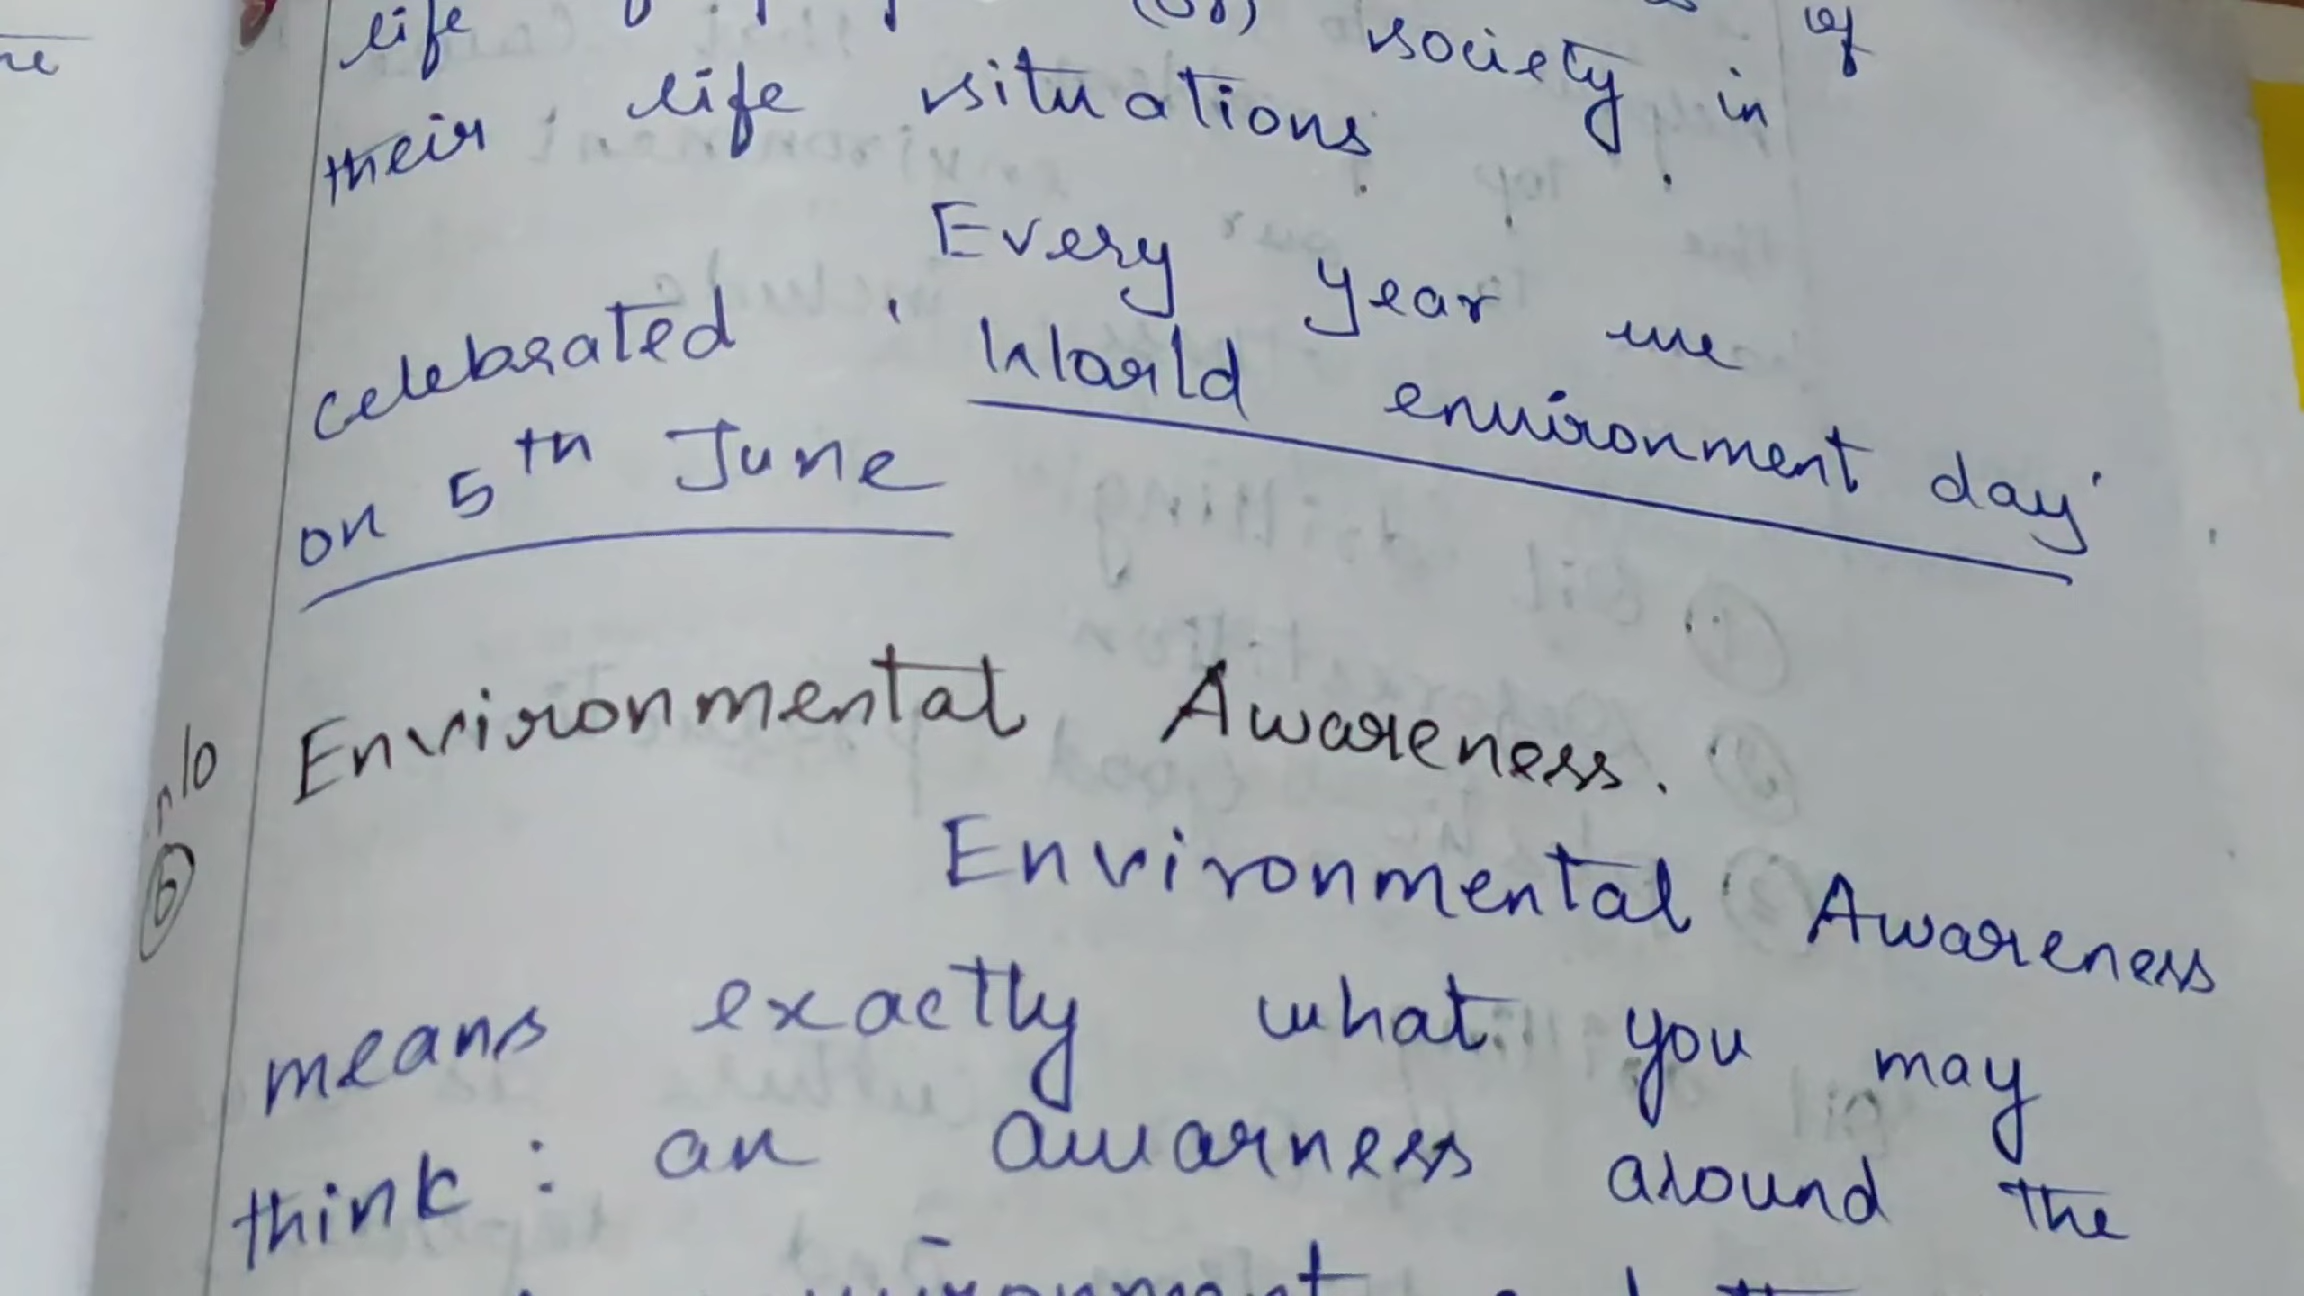 life (or) society in of
their life situations.
Every year we
celebrated 'World environment day'
on 5th June
Environmental Awareness.
Environmental Awareness
means exactly what you may
think : an awarness around the